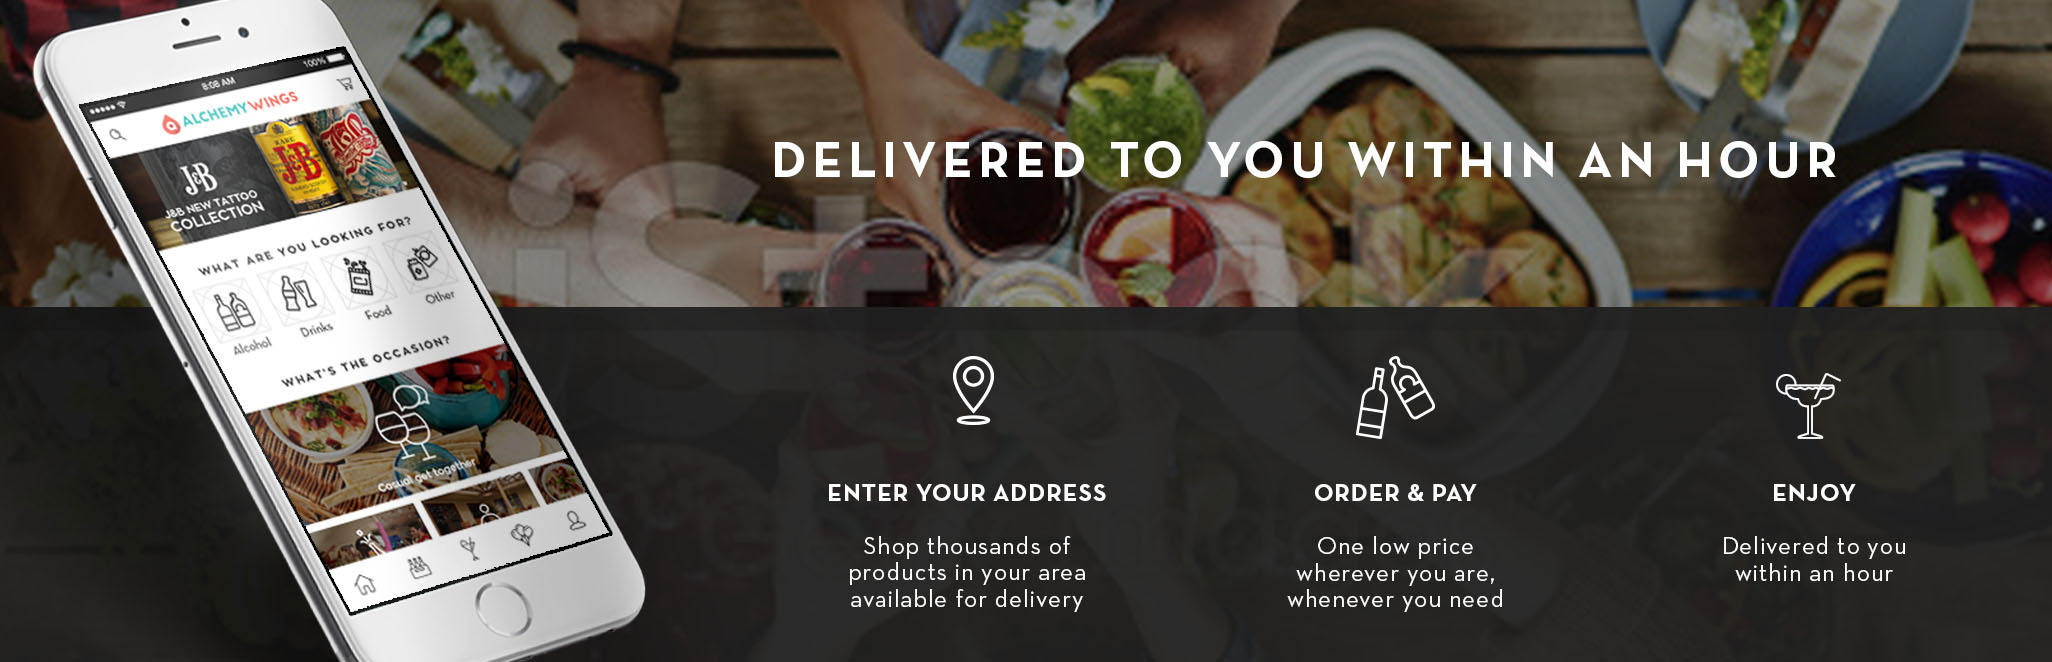 8:08 AM
100%
ALCHEMYWINGS
J&B
J&B NEW TATTOO
COLLECTION
RARE
J&B
WHAT ARE YOU LOOKING FOR?
Alcohol
Drinks
Food
Other
WHAT'S THE OCCASION?
Casual get together
iStock
DELIVERED TO YOU WITHIN AN HOUR
ENTER YOUR ADDRESS
Shop thousands of
products in your area
available for delivery
ORDER & PAY
One low price
wherever you are,
whenever you need
ENJOY
Delivered to you
within an hour